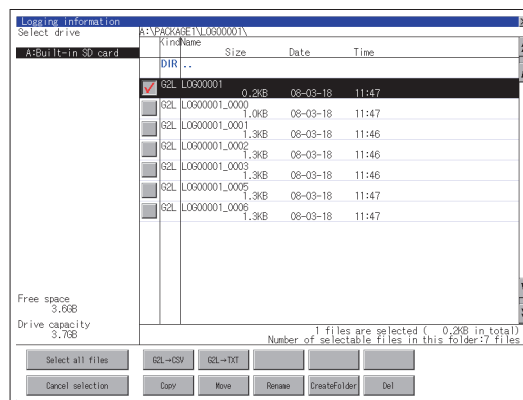 Logging information
Select drive
A:\PACKAGE1\LOG00001\
Kind Name
Size Date Time
A:Built-in SD card
DIR ..
G2L LOG00001
0.2KB 08-03-18 11:47
G2L LOG00001_0000
1.0KB 08-03-18 11:47
G2L LOG00001_0001
1.3KB 08-03-18 11:46
G2L LOG00001_0002
1.3KB 08-03-18 11:46
G2L LOG00001_0003
1.3KB 08-03-18 11:46
G2L LOG00001_0005
1.3KB 08-03-18 11:47
G2L LOG00001_0006
1.3KB 08-03-18 11:47
Free space
3.6GB
Drive capacity
3.7GB
1 files are selected ( 0.2KB in total)
Number of selectable files in this folder:7 files
Select all files G2L→CSV G2L→TXT
Cancel selection Copy Move Rename CreateFolder Del